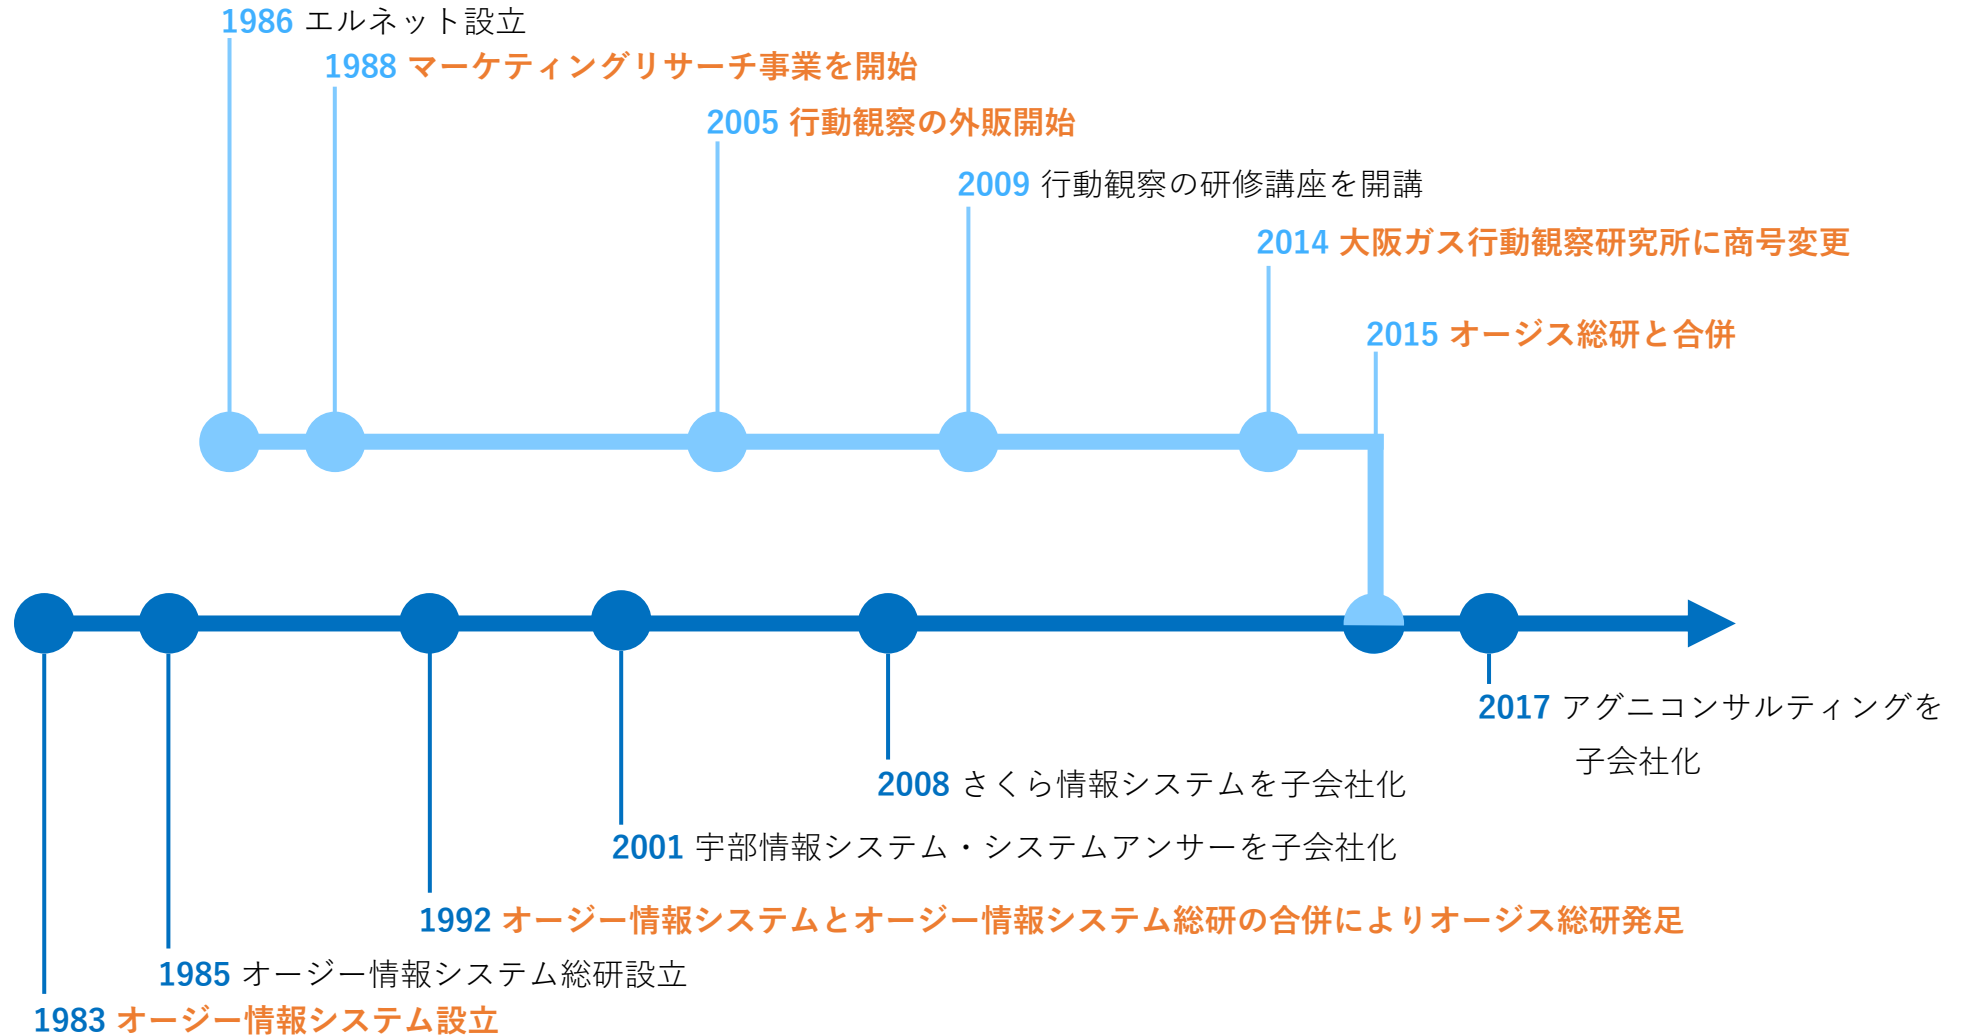 1986 エルネット設立
1988 マーケティングリサーチ事業を開始
2005 行動観察の外販開始
2009 行動観察の研修講座を開講
2014 大阪ガス行動観察研究所に商号変更
2015 オージス総研と合併
2017 アグニコンサルティングを
子会社化
2008 さくら情報システムを子会社化
2001 宇部情報システム・システムアンサーを子会社化
1992 オージー情報システムとオージー情報システム総研の合併によりオージス総研発足
1985 オージー情報システム総研設立
1983 オージー情報システム設立